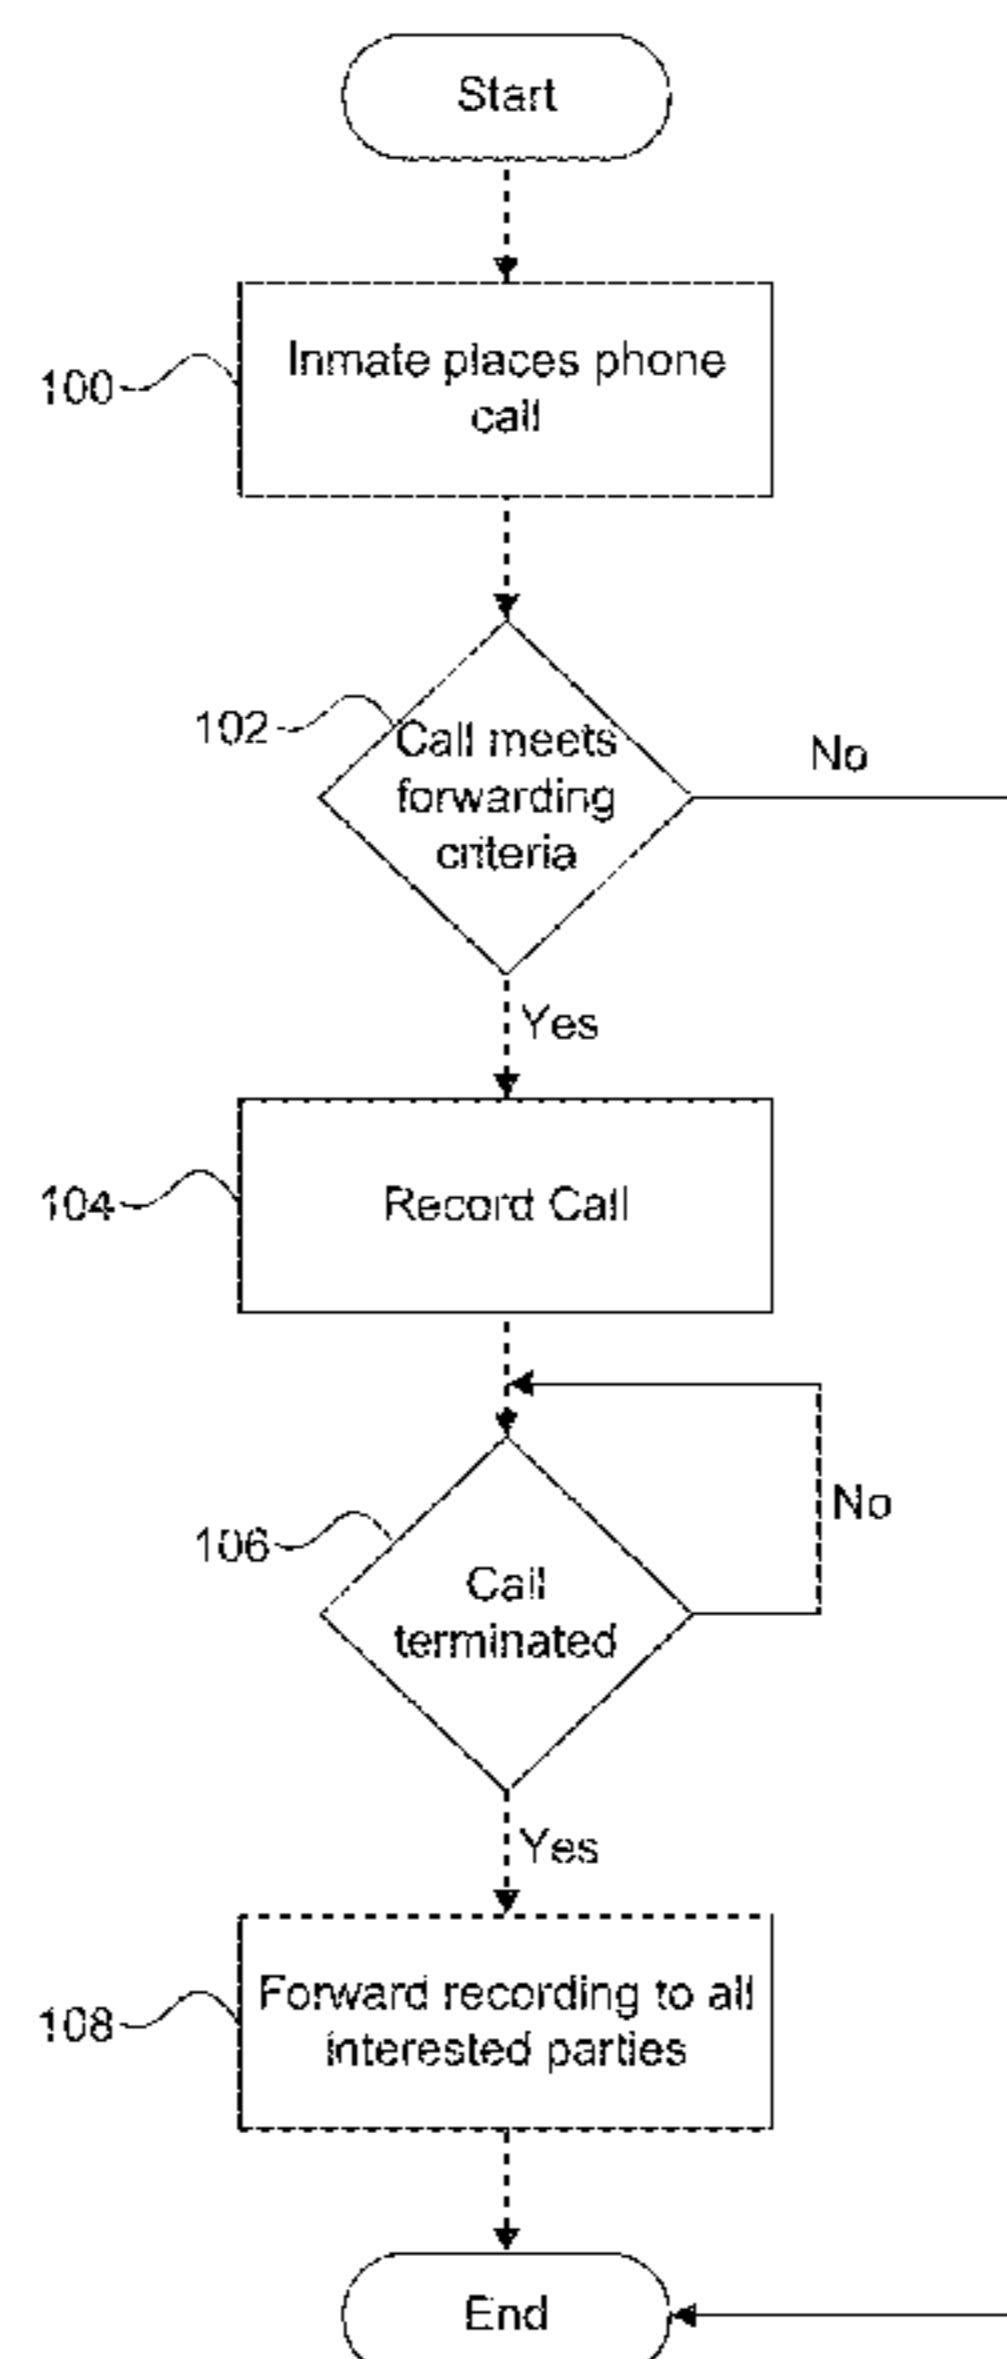 Start
100
Inmate places phone
call
102
Call meets
forwarding
criteria
No
Yes
104
Record Call
No
106
Call
terminated
Yes
108
Forward recording to all
interested parties
End